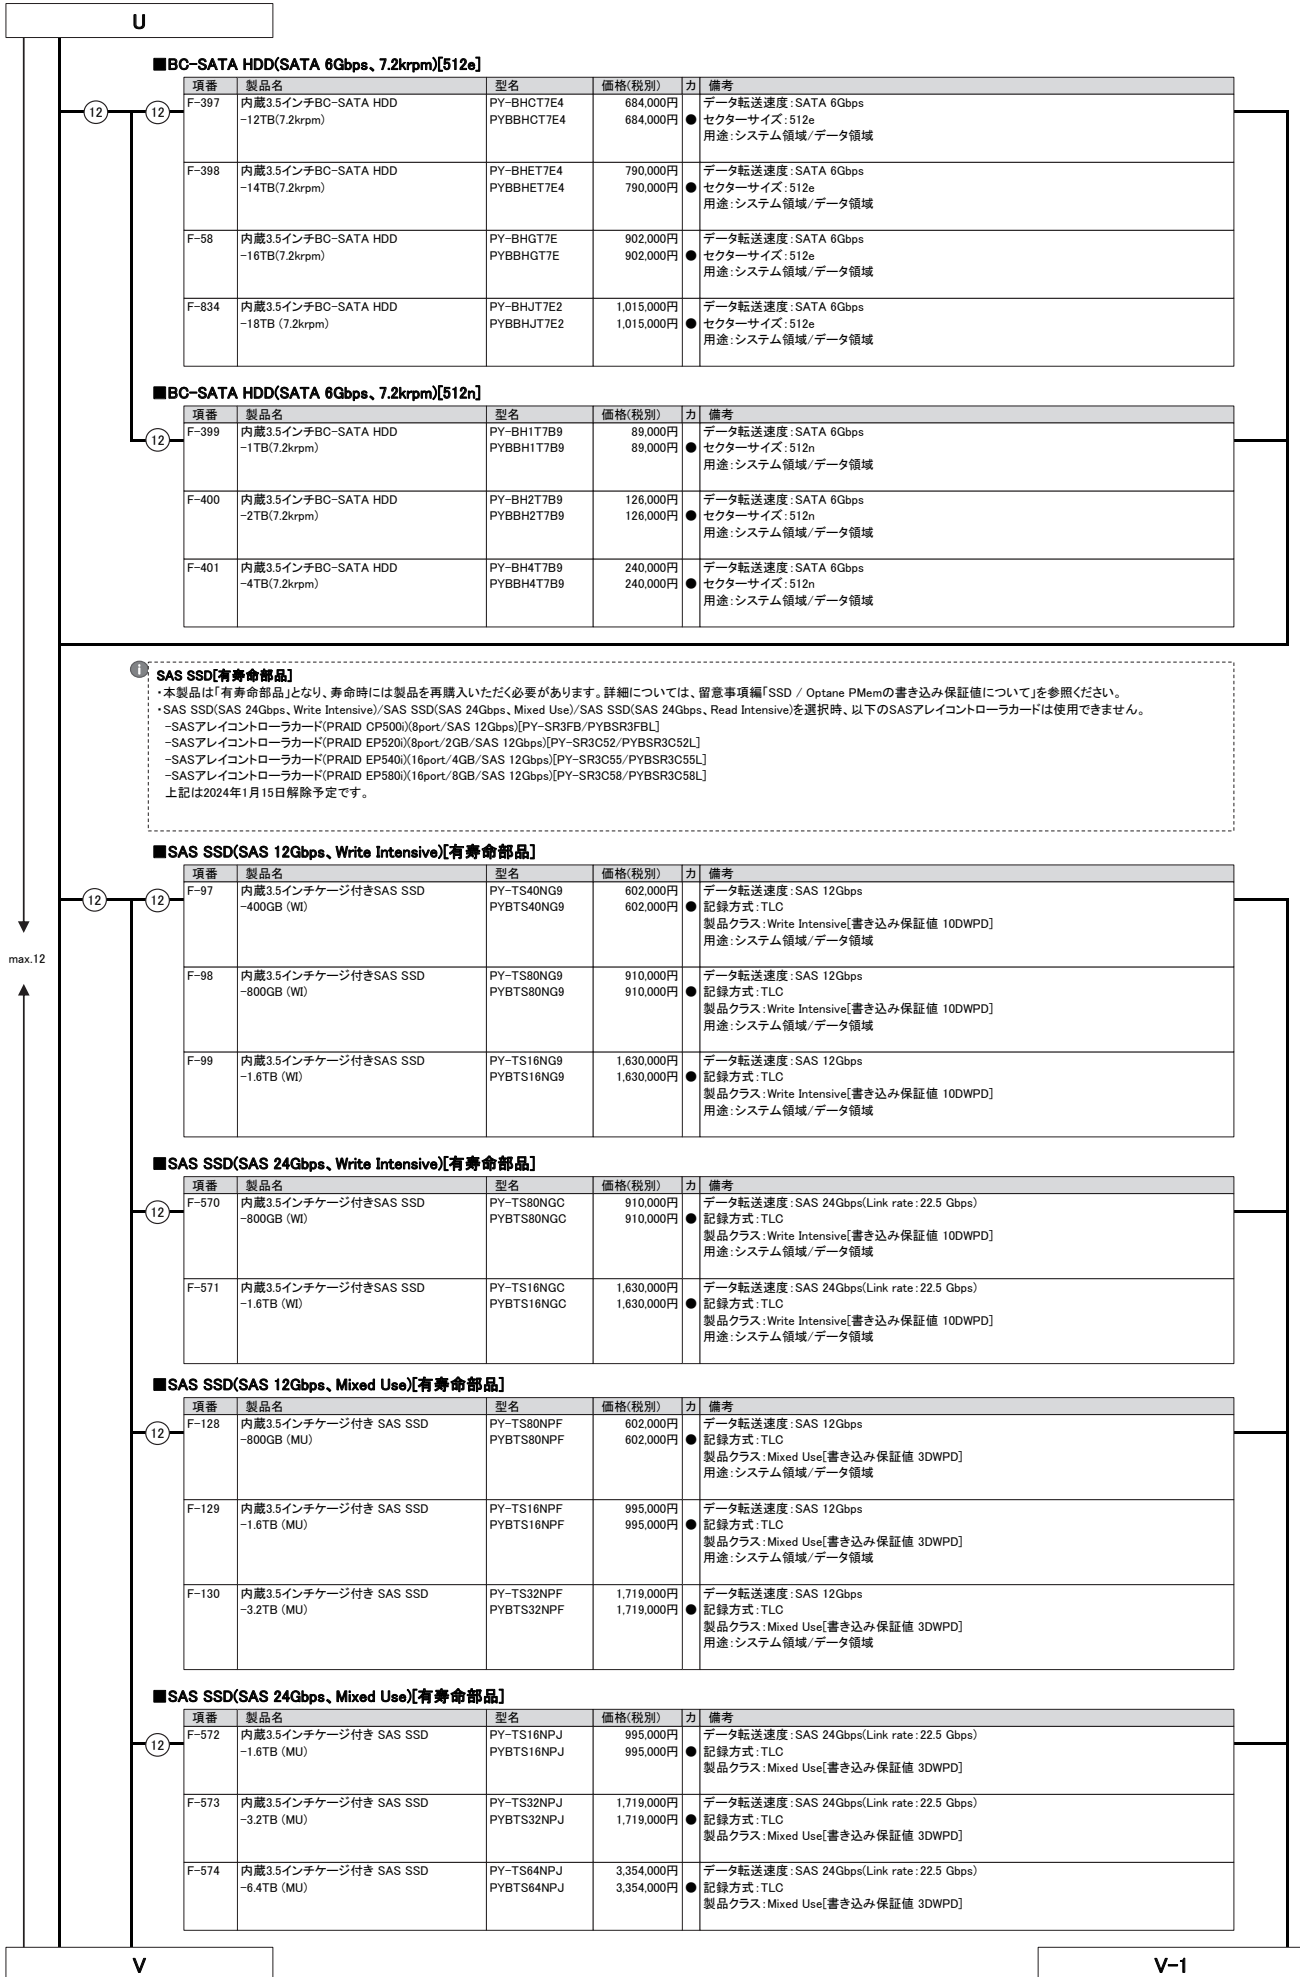 U
■BC-SATA HDD(SATA 6Gbps、7.2krpm)[512e]
項番 製品名 型名 価格(税別) カ 備考
F-397 内蔵3.5インチBC-SATA HDD PY-BHCT7E4 684,000円 データ転送速度:SATA 6Gbps
12 12 -12TB(7.2krpm) PYBBHCT7E4 684,000円 ● セクターサイズ:512e
用途:システム領域/データ領域
F-398 内蔵3.5インチBC-SATA HDD PY-BHET7E4 790,000円 データ転送速度:SATA 6Gbps
-14TB(7.2krpm) PYBBHET7E4 790,000円 ● セクターサイズ:512e
用途:システム領域/データ領域
F-58 内蔵3.5インチBC-SATA HDD PY-BHGT7E 902,000円 データ転送速度:SATA 6Gbps
-16TB(7.2krpm) PYBBHGT7E 902,000円 ● セクターサイズ:512e
用途:システム領域/データ領域
F-834 内蔵3.5インチBC-SATA HDD PY-BHJT7E2 1,015,000円 データ転送速度:SATA 6Gbps
-18TB (7.2krpm) PYBBHJT7E2 1,015,000円 ● セクターサイズ:512e
用途:システム領域/データ領域
■BC-SATA HDD(SATA 6Gbps、7.2krpm)[512n]
項番 製品名 型名 価格(税別) カ 備考
F-399 内蔵3.5インチBC-SATA HDD PY-BH1T7B9 89,000円 データ転送速度:SATA 6Gbps
12 -1TB(7.2krpm) PYBBH1T7B9 89,000円 ● セクターサイズ:512n
用途:システム領域/データ領域
F-400 内蔵3.5インチBC-SATA HDD PY-BH2T7B9 126,000円 データ転送速度:SATA 6Gbps
-2TB(7.2krpm) PYBBH2T7B9 126,000円 ● セクターサイズ:512n
用途:システム領域/データ領域
F-401 内蔵3.5インチBC-SATA HDD PY-BH4T7B9 240,000円 データ転送速度:SATA 6Gbps
-4TB(7.2krpm) PYBBH4T7B9 240,000円 ● セクターサイズ:512n
用途:システム領域/データ領域
i SAS SSD[有寿命部品]
・本製品は「有寿命部品」となり、寿命時には製品を再購入いただく必要があります。詳細については、留意事項編「SSD / Optane PMemの書き込み保証値について」を参照ください。
・SAS SSD(SAS 24Gbps、Write Intensive)/SAS SSD(SAS 24Gbps、Mixed Use)/SAS SSD(SAS 24Gbps、Read Intensive)を選択時、以下のSASアレイコントローラカードは使用できません。
-SASアレイコントローラカード(PRAID CP500i)(8port/SAS 12Gbps)[PY-SR3FB/PYBSR3FBL]
-SASアレイコントローラカード(PRAID EP520i)(8port/2GB/SAS 12Gbps)[PY-SR3C52/PYBSR3C52L]
-SASアレイコントローラカード(PRAID EP540i)(16port/4GB/SAS 12Gbps)[PY-SR3C55/PYBSR3C55L]
-SASアレイコントローラカード(PRAID EP580i)(16port/8GB/SAS 12Gbps)[PY-SR3C58/PYBSR3C58L]
上記は2024年1月15日解除予定です。
■SAS SSD(SAS 12Gbps、Write Intensive)[有寿命部品]
項番 製品名 型名 価格(税別) カ 備考
F-97 内蔵3.5インチケージ付きSAS SSD PY-TS40NG9 602,000円 データ転送速度:SAS 12Gbps
12 12 -400GB (WI) PYBTS40NG9 602,000円 ● 記録方式:TLC
製品クラス:Write Intensive[書き込み保証値 10DWPD]
用途:システム領域/データ領域
max.12
F-98 内蔵3.5インチケージ付きSAS SSD PY-TS80NG9 910,000円 データ転送速度:SAS 12Gbps
-800GB (WI) PYBTS80NG9 910,000円 ● 記録方式:TLC
製品クラス:Write Intensive[書き込み保証値 10DWPD]
用途:システム領域/データ領域
F-99 内蔵3.5インチケージ付きSAS SSD PY-TS16NG9 1,630,000円 データ転送速度:SAS 12Gbps
-1.6TB (WI) PYBTS16NG9 1,630,000円 ● 記録方式:TLC
製品クラス:Write Intensive[書き込み保証値 10DWPD]
用途:システム領域/データ領域
■SAS SSD(SAS 24Gbps、Write Intensive)[有寿命部品]
項番 製品名 型名 価格(税別) カ 備考
F-570 内蔵3.5インチケージ付きSAS SSD PY-TS80NGC 910,000円 データ転送速度:SAS 24Gbps(Link rate:22.5 Gbps)
12 -800GB (WI) PYBTS80NGC 910,000円 ● 記録方式:TLC
製品クラス:Write Intensive[書き込み保証値 10DWPD]
用途:システム領域/データ領域
F-571 内蔵3.5インチケージ付きSAS SSD PY-TS16NGC 1,630,000円 データ転送速度:SAS 24Gbps(Link rate:22.5 Gbps)
-1.6TB (WI) PYBTS16NGC 1,630,000円 ● 記録方式:TLC
製品クラス:Write Intensive[書き込み保証値 10DWPD]
用途:システム領域/データ領域
■SAS SSD(SAS 12Gbps、Mixed Use)[有寿命部品]
項番 製品名 型名 価格(税別) カ 備考
F-128 内蔵3.5インチケージ付き SAS SSD PY-TS80NPF 602,000円 データ転送速度:SAS 12Gbps
12 -800GB (MU) PYBTS80NPF 602,000円 ● 記録方式:TLC
製品クラス:Mixed Use[書き込み保証値 3DWPD]
用途:システム領域/データ領域
F-129 内蔵3.5インチケージ付き SAS SSD PY-TS16NPF 995,000円 データ転送速度:SAS 12Gbps
-1.6TB (MU) PYBTS16NPF 995,000円 ● 記録方式:TLC
製品クラス:Mixed Use[書き込み保証値 3DWPD]
用途:システム領域/データ領域
F-130 内蔵3.5インチケージ付き SAS SSD PY-TS32NPF 1,719,000円 データ転送速度:SAS 12Gbps
-3.2TB (MU) PYBTS32NPF 1,719,000円 ● 記録方式:TLC
製品クラス:Mixed Use[書き込み保証値 3DWPD]
用途:システム領域/データ領域
■SAS SSD(SAS 24Gbps、Mixed Use)[有寿命部品]
項番 製品名 型名 価格(税別) カ 備考
F-572 内蔵3.5インチケージ付き SAS SSD PY-TS16NPJ 995,000円 データ転送速度:SAS 24Gbps(Link rate:22.5 Gbps)
12 -1.6TB (MU) PYBTS16NPJ 995,000円 ● 記録方式:TLC
製品クラス:Mixed Use[書き込み保証値 3DWPD]
F-573 内蔵3.5インチケージ付き SAS SSD PY-TS32NPJ 1,719,000円 データ転送速度:SAS 24Gbps(Link rate:22.5 Gbps)
-3.2TB (MU) PYBTS32NPJ 1,719,000円 ● 記録方式:TLC
製品クラス:Mixed Use[書き込み保証値 3DWPD]
F-574 内蔵3.5インチケージ付き SAS SSD PY-TS64NPJ 3,354,000円 データ転送速度:SAS 24Gbps(Link rate:22.5 Gbps)
-6.4TB (MU) PYBTS64NPJ 3,354,000円 ● 記録方式:TLC
製品クラス:Mixed Use[書き込み保証値 3DWPD]
V V-1